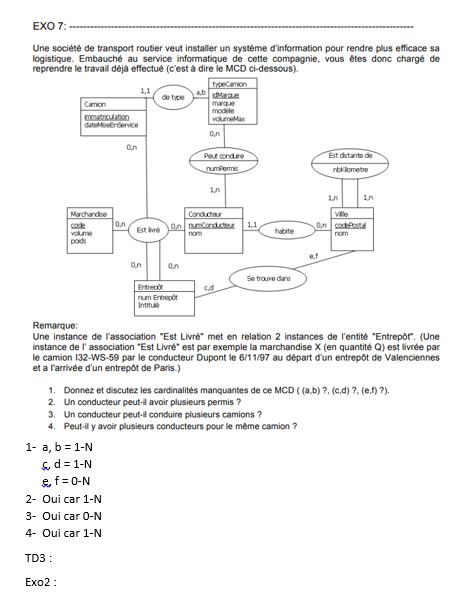 EXO 7: ------------------------------------------------------------------------
Une société de transport routier veut installer un système d'information pour rendre plus efficace sa
logistique. Embauché au service informatique de cette compagnie, vous êtes donc chargé de
reprendre le travail déjà effectué (c'est à dire le MCD ci-dessous).
typeCamion
idMarque
marque
modèle
volumeMax
1,1
de type
a,b
Camion
immatriculation
dateMiseEnService
0,n
0,n
Peut conduire
numPermis
Est distante de
nbKilometre
1,n
1,n
1,n
Marchandise
code
volume
poids
0,n
Est livré
0,n
Conducteur
numConducteur
nom
1,1
habite
0,n
Ville
codePostal
nom
0,n
0,n
e,f
Se trouve dans
c,d
Entrepôt
num Entrepôt
Intitulé
Remarque:
Une instance de l'association "Est Livré" met en relation 2 instances de l'entité "Entrepôt". (Une
instance de l' association "Est Livré" est par exemple la marchandise X (en quantité Q) est livrée par
le camion I32-WS-59 par le conducteur Dupont le 6/11/97 au départ d'un entrepôt de Valenciennes
et a l'arrivée d'un entrepôt de Paris.)
1. Donnez et discutez les cardinalités manquantes de ce MCD ( (a,b) ?, (c,d) ?, (e,f) ?).
2. Un conducteur peut-il avoir plusieurs permis ?
3. Un conducteur peut-il conduire plusieurs camions ?
4. Peut-il y avoir plusieurs conducteurs pour le même camion ?
1- a, b = 1-N
c, d = 1-N
e, f = 0-N
2- Oui car 1-N
3- Oui car 0-N
4- Oui car 1-N
TD3 :
Exo2 :